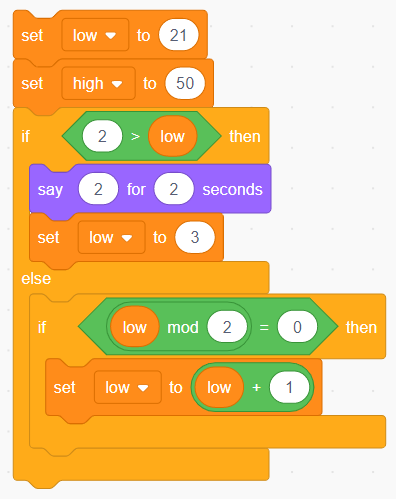 set low to 21
set high to 50
if 2 > low then
say 2 for 2 seconds
set low to 3
else
if low mod 2 = 0 then
set low to low + 1